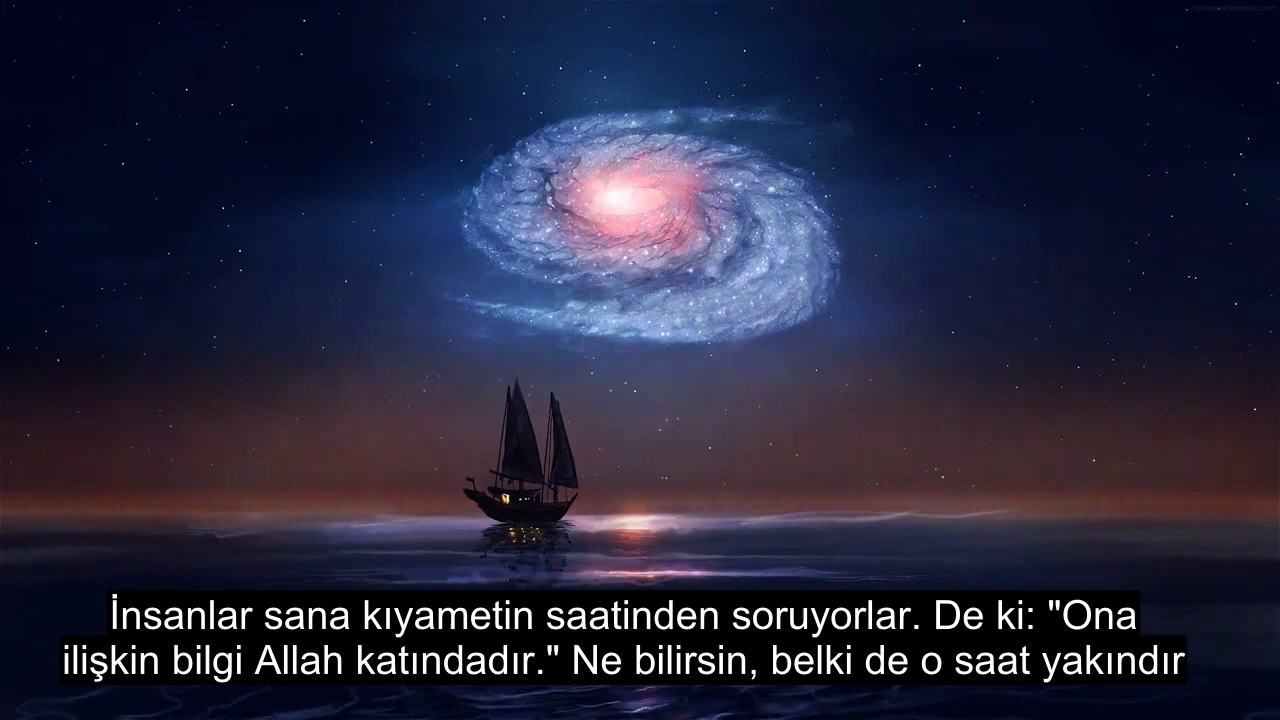 İnsanlar sana kıyametin saatinden soruyorlar. De ki: "Ona
ilişkin bilgi Allah katındadır." Ne bilirsin, belki de o saat yakındır